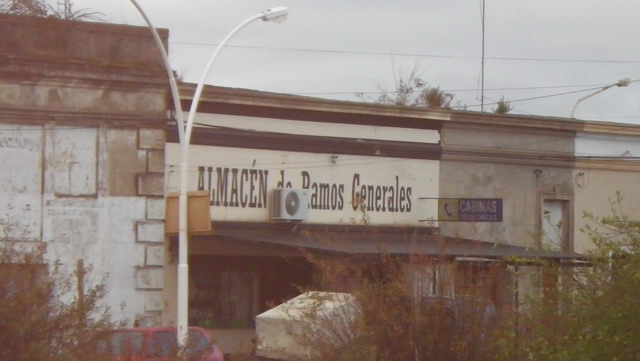 ALMACÉN de Ramos Generales
CABINAS